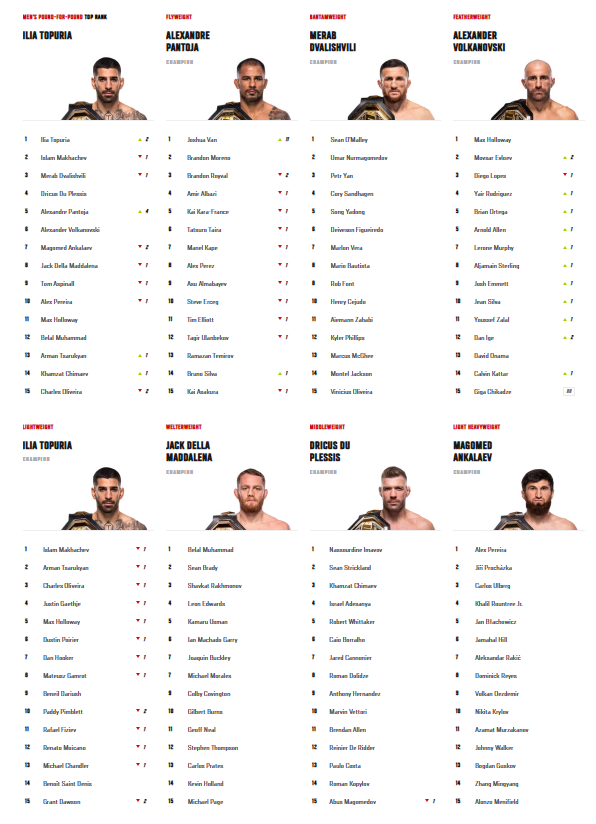 MEN'S POUND-FOR-POUND TOP RANK
ILIA TOPURIA
1 Ilia Topuria 2
2 Islam Makhachev 1
3 Merab Dvalishvili 1
4 Dricus Du Plessis
5 Alexandre Pantoja 4
6 Alexander Volkanovski
7 Magomed Ankalaev 2
8 Jack Della Maddalena 1
9 Tom Aspinall 1
10 Alex Pereira 1
11 Max Holloway
12 Belal Muhammad
13 Arman Tsarukyan 1
14 Khamzat Chimaev 1
15 Charles Oliveira 2
FLYWEIGHT
ALEXANDRE
PANTOJA
CHAMPION
1 Joshua Van 11
2 Brandon Moreno
3 Brandon Royval 2
4 Amir Albazi 1
5 Kai Kara-France 1
6 Tatsuro Taira 1
7 Manel Kape 1
8 Alex Perez 1
9 Asu Almabayev 1
10 Steve Erceg 1
11 Tim Elliott 1
12 Tagir Ulanbekov 1
13 Ramazan Temirov
14 Bruno Silva 1
15 Kai Asakura 1
BANTAMWEIGHT
MERAB
DVALISHVILI
CHAMPION
1 Sean O'Malley
2 Umar Nurmagomedov
3 Petr Yan
4 Cory Sandhagen
5 Song Yadong
6 Deiveson Figueiredo
7 Marlon Vera
8 Mario Bautista
9 Rob Font
10 Henry Cejudo
11 Aiemann Zahabi
12 Kyler Phillips
13 Marcus McGhee
14 Montel Jackson
15 Vinicius Oliveira
FEATHERWEIGHT
ALEXANDER
VOLKANOVSKI
CHAMPION
1 Max Holloway
2 Movsar Evloev 2
3 Diego Lopes 1
4 Yair Rodriguez 1
5 Brian Ortega 1
6 Arnold Allen 1
7 Lerone Murphy 1
8 Aljamain Sterling 1
9 Josh Emmett 1
10 Jean Silva 1
11 Youssef Zalal 1
12 Dan Ige 2
13 David Onama
14 Calvin Kattar 1
15 Giga Chikadze NR
LIGHTWEIGHT
ILIA TOPURIA
CHAMPION
1 Islam Makhachev 1
2 Arman Tsarukyan 1
3 Charles Oliveira 1
4 Justin Gaethje 1
5 Max Holloway 1
6 Dustin Poirier 1
7 Dan Hooker 1
8 Mateusz Gamrot 1
9 Beneil Dariush
10 Paddy Pimblett 2
11 Rafael Fiziev 1
12 Renato Moicano 1
13 Michael Chandler 1
14 Benoît Saint Denis
15 Grant Dawson 2
WELTERWEIGHT
JACK DELLA
MADDALENA
CHAMPION
1 Belal Muhammad
2 Sean Brady
3 Shavkat Rakhmonov
4 Leon Edwards
5 Kamaru Usman
6 Ian Machado Garry
7 Joaquin Buckley
7 Michael Morales
9 Colby Covington
10 Gilbert Burns
11 Geoff Neal
12 Stephen Thompson
13 Carlos Prates
14 Kevin Holland
15 Michael Page
MIDDLEWEIGHT
DRICUS DU
PLESSIS
CHAMPION
1 Nassourdine Imavov
2 Sean Strickland
3 Khamzat Chimaev
4 Israel Adesanya
5 Robert Whittaker
6 Caio Borralho
7 Jared Cannonier
8 Roman Dolidze
9 Anthony Hernandez
10 Marvin Vettori
11 Brendan Allen
12 Reinier De Ridder
13 Paulo Costa
14 Roman Kopylov
15 Abus Magomedov 1
LIGHT HEAVYWEIGHT
MAGOMED
ANKALAEV
CHAMPION
1 Alex Pereira
2 Jiří Procházka
3 Carlos Ulberg
4 Khalil Rountree Jr.
5 Jan Błachowicz
6 Jamahal Hill
7 Aleksandar Rakić
8 Dominick Reyes
9 Volkan Oezdemir
10 Nikita Krylov
11 Azamat Murzakanov
12 Johnny Walker
13 Bogdan Guskov
14 Zhang Mingyang
15 Alonzo Menifield